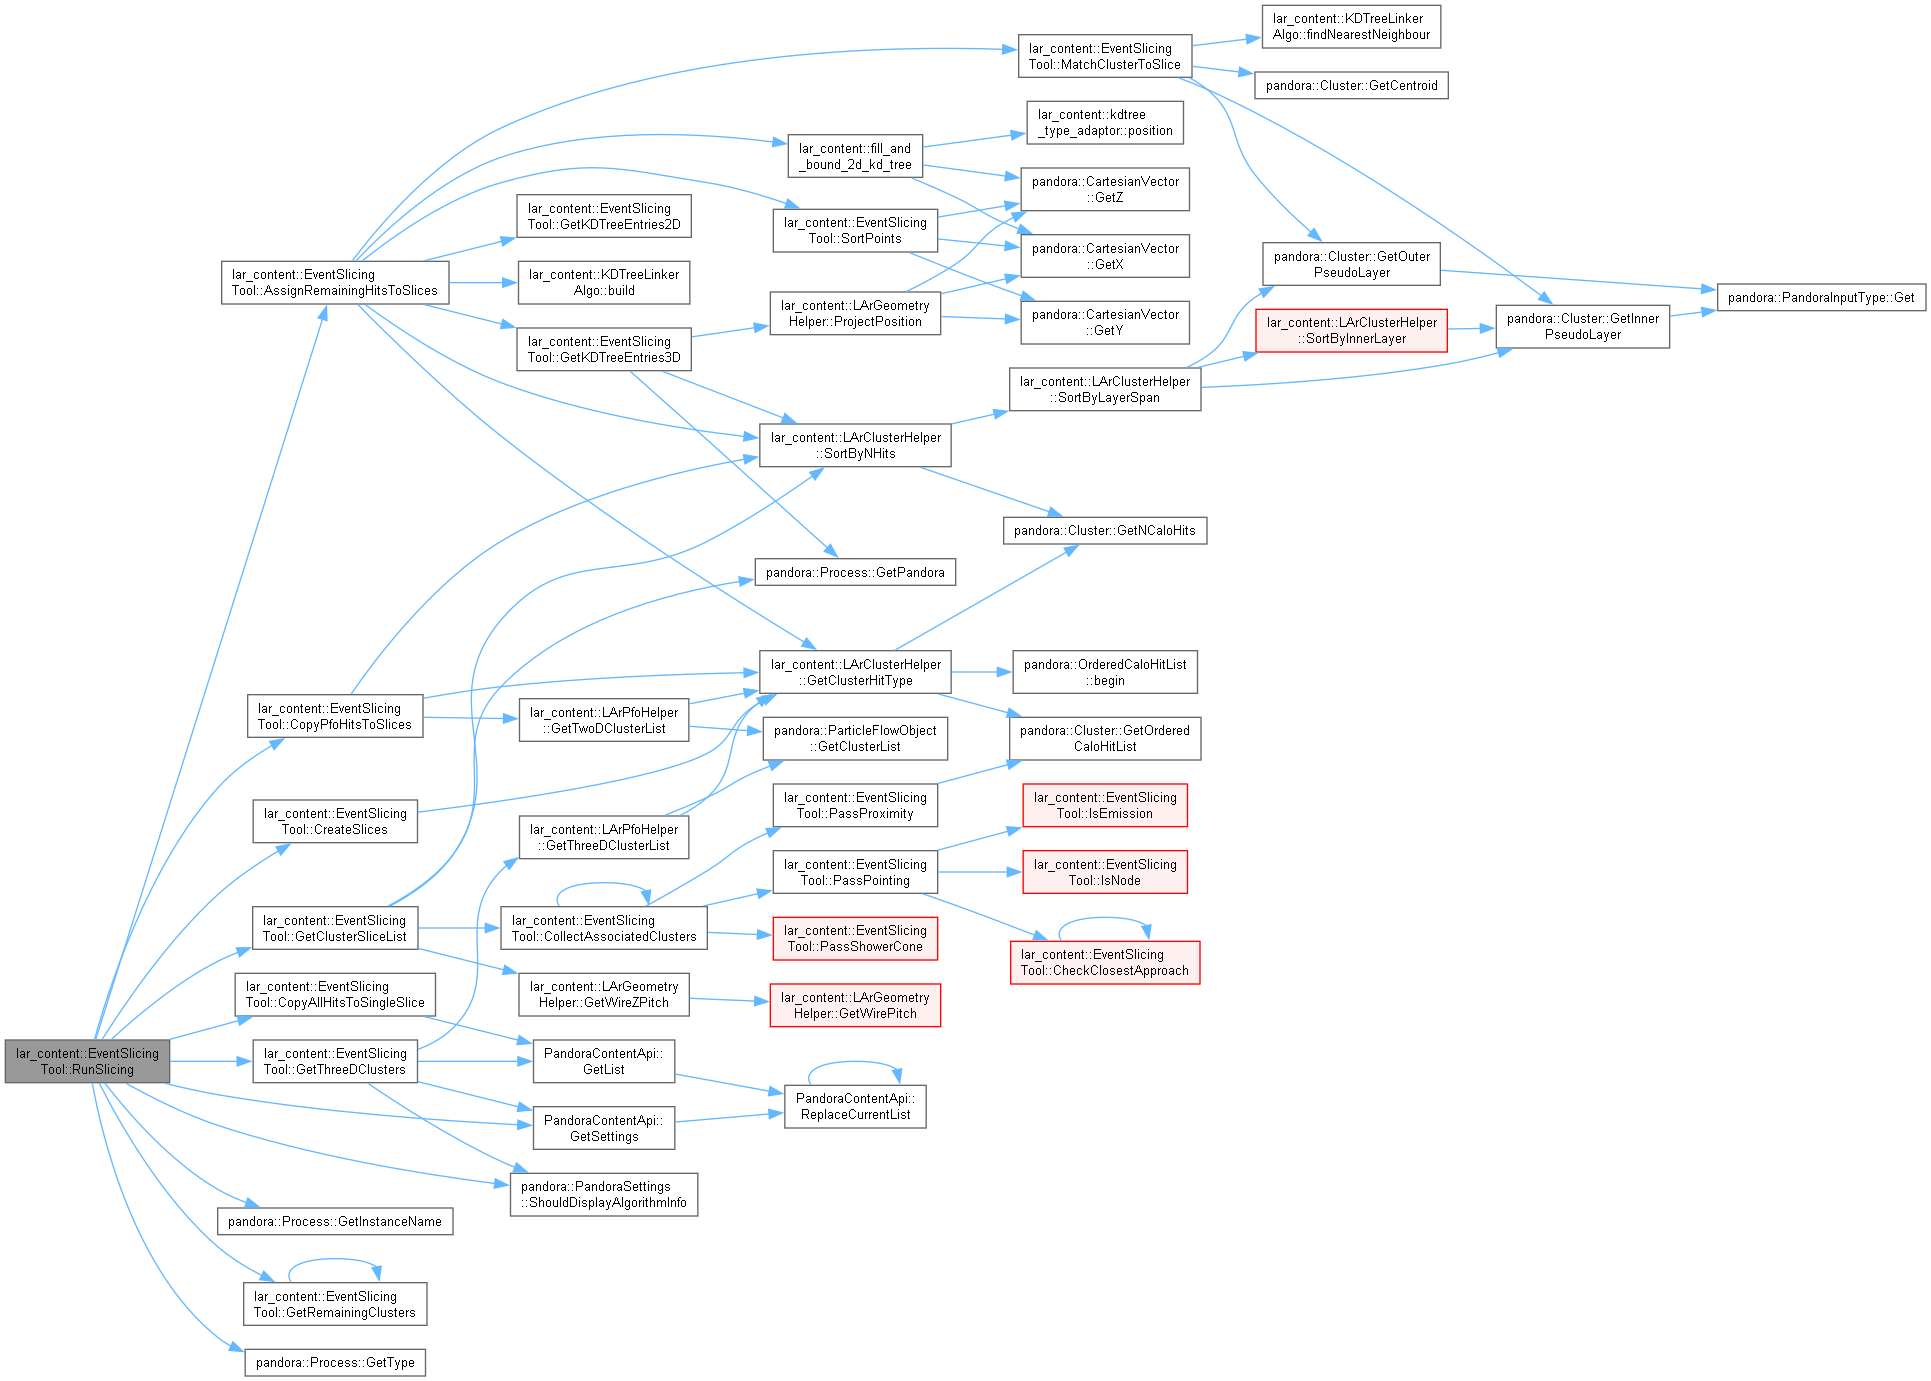 lar_content::EventSlicing
Tool::RunSlicing
lar_content::EventSlicing
Tool::AssignRemainingHitsToSlices
lar_content::EventSlicing
Tool::CopyPfoHitsToSlices
lar_content::EventSlicing
Tool::CreateSlices
lar_content::EventSlicing
Tool::GetClusterSliceList
lar_content::EventSlicing
Tool::CopyAllHitsToSingleSlice
lar_content::EventSlicing
Tool::GetThreeDClusters
pandora::Process::GetInstanceName
lar_content::EventSlicing
Tool::GetRemainingClusters
pandora::Process::GetType
lar_content::EventSlicing
Tool::GetKDTreeEntries2D
lar_content::KDTreeLinker
Algo::build
lar_content::EventSlicing
Tool::GetKDTreeEntries3D
lar_content::LArPfoHelper
::GetTwoDClusterList
lar_content::LArPfoHelper
::GetThreeDClusterList
lar_content::EventSlicing
Tool::CollectAssociatedClusters
lar_content::LArGeometry
Helper::GetWireZPitch
PandoraContentApi::
GetList
PandoraContentApi::
GetSettings
pandora::PandoraSettings
::ShouldDisplayAlgorithmInfo
lar_content::fill_and
_bound_2d_kd_tree
lar_content::EventSlicing
Tool::SortPoints
lar_content::LArGeometry
Helper::ProjectPosition
lar_content::LArClusterHelper
::SortByNHits
pandora::Process::GetPandora
lar_content::LArClusterHelper
::GetClusterHitType
pandora::ParticleFlowObject
::GetClusterList
lar_content::EventSlicing
Tool::PassProximity
lar_content::EventSlicing
Tool::PassPointing
lar_content::EventSlicing
Tool::PassShowerCone
lar_content::LArGeometry
Helper::GetWirePitch
PandoraContentApi::
ReplaceCurrentList
lar_content::EventSlicing
Tool::MatchClusterToSlice
lar_content::kdtree
_type_adaptor::position
pandora::CartesianVector
::GetZ
pandora::CartesianVector
::GetX
pandora::CartesianVector
::GetY
lar_content::LArClusterHelper
::SortByLayerSpan
pandora::Cluster::GetNCaloHits
pandora::OrderedCaloHitList
::begin
pandora::Cluster::GetOrdered
CaloHitList
lar_content::EventSlicing
Tool::IsEmission
lar_content::EventSlicing
Tool::IsNode
lar_content::EventSlicing
Tool::CheckClosestApproach
lar_content::KDTreeLinker
Algo::findNearestNeighbour
pandora::Cluster::GetCentroid
pandora::Cluster::GetOuter
PseudoLayer
lar_content::LArClusterHelper
::SortByInnerLayer
pandora::Cluster::GetInner
PseudoLayer
pandora::PandoraInputType::Get